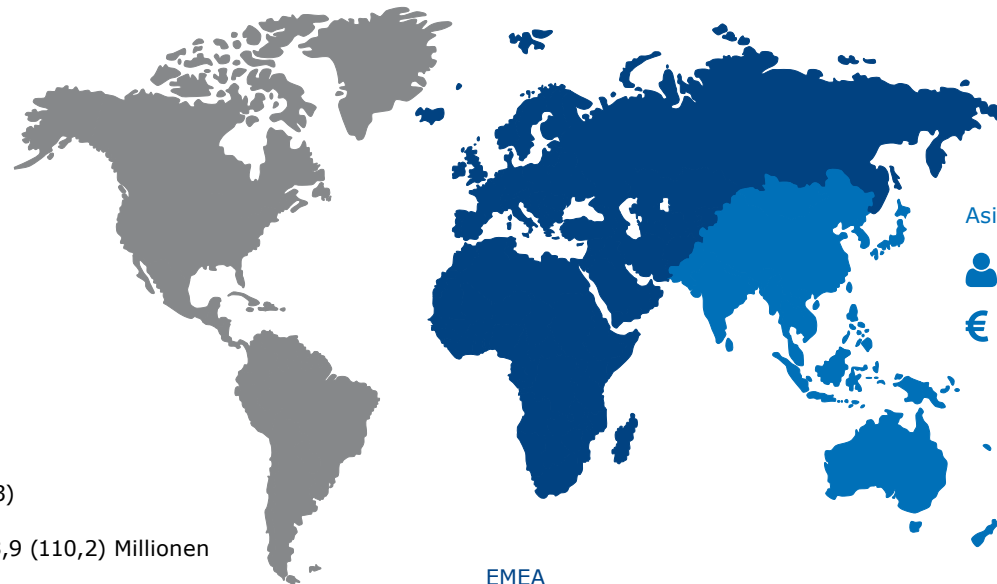 Asi
€
3)
,9 (110,2) Millionen
EMEA